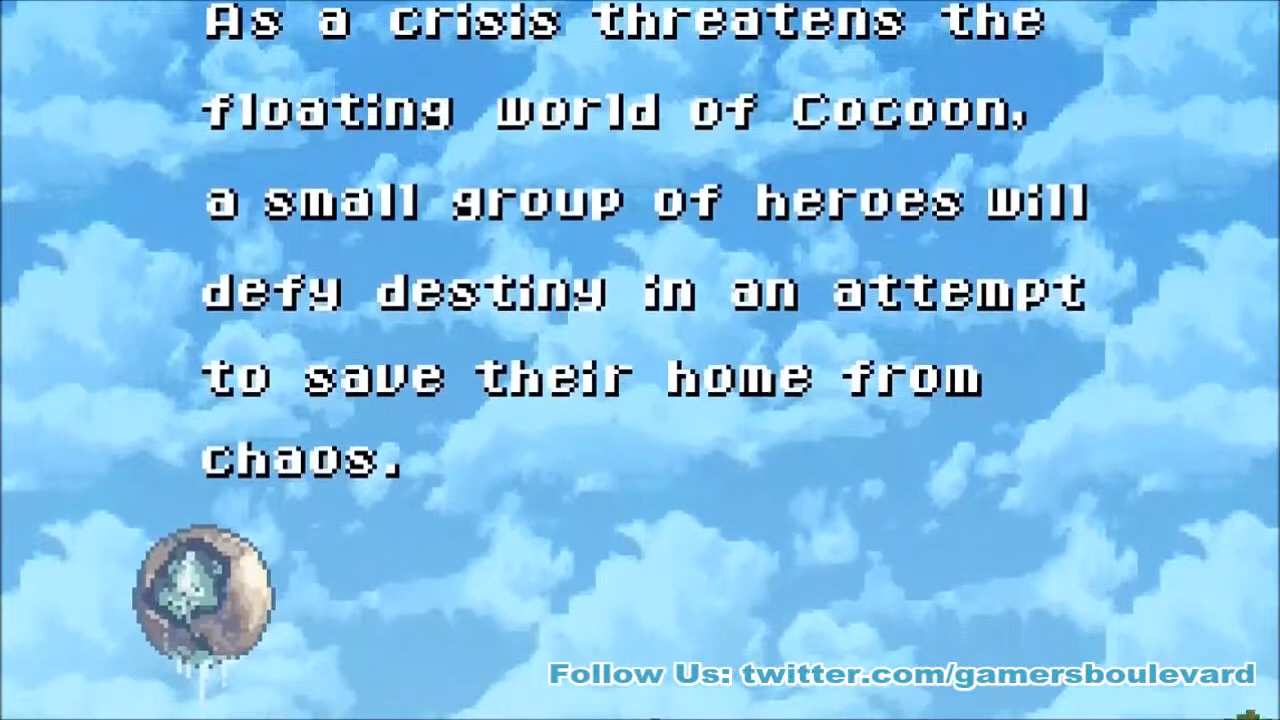 As a crisis threatens the
floating world of Cocoon,
a small group of heroes will
defy destiny in an attempt
to save their home from
chaos.
Follow Us: twitter.com/gamersboulevard